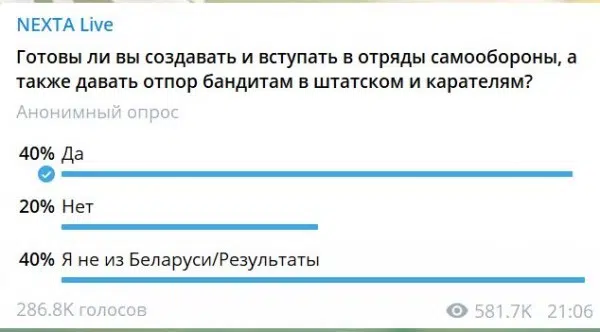 NEXTA Live
Готовы ли вы создавать и вступать в отряды самообороны, а
также давать отпор бандитам в штатском и карателям?
Анонимный опрос
40% Да
20% Нет
40% Я не из Беларуси/Результаты
286.8K голосов 581.7K 21:06